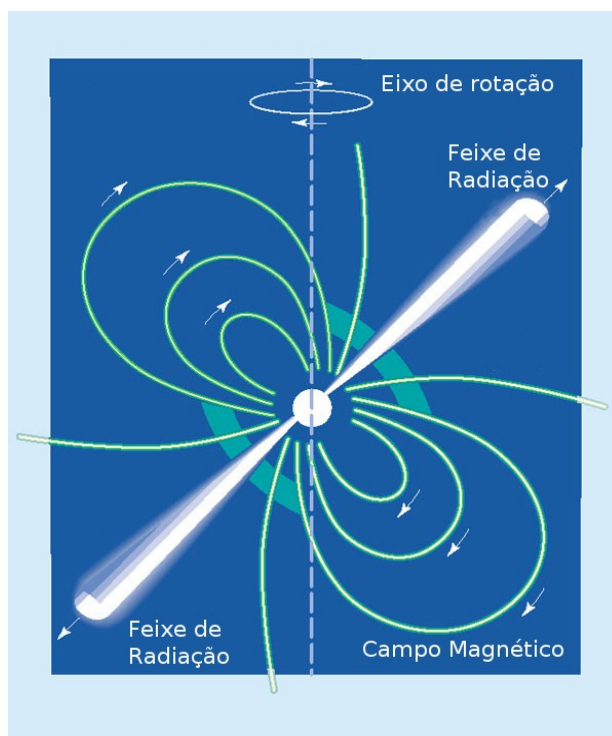 Eixo de rotação
Feixe de
Radiação
Feixe de
Radiação
Campo Magnético